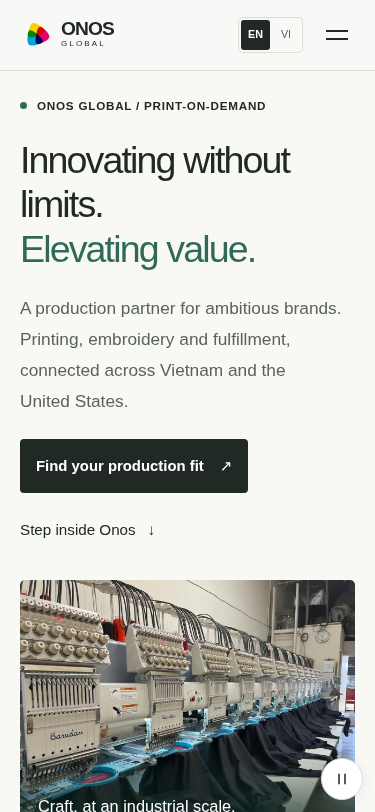 ONOS
GLOBAL
EN VI
ONOS GLOBAL / PRINT-ON-DEMAND
Innovating without
limits.
Elevating value.
A production partner for ambitious brands.
Printing, embroidery and fulfillment,
connected across Vietnam and the
United States.
Find your production fit ↗
Step inside Onos ↓
Barudan
Barudan
Craft, at an industrial scale.